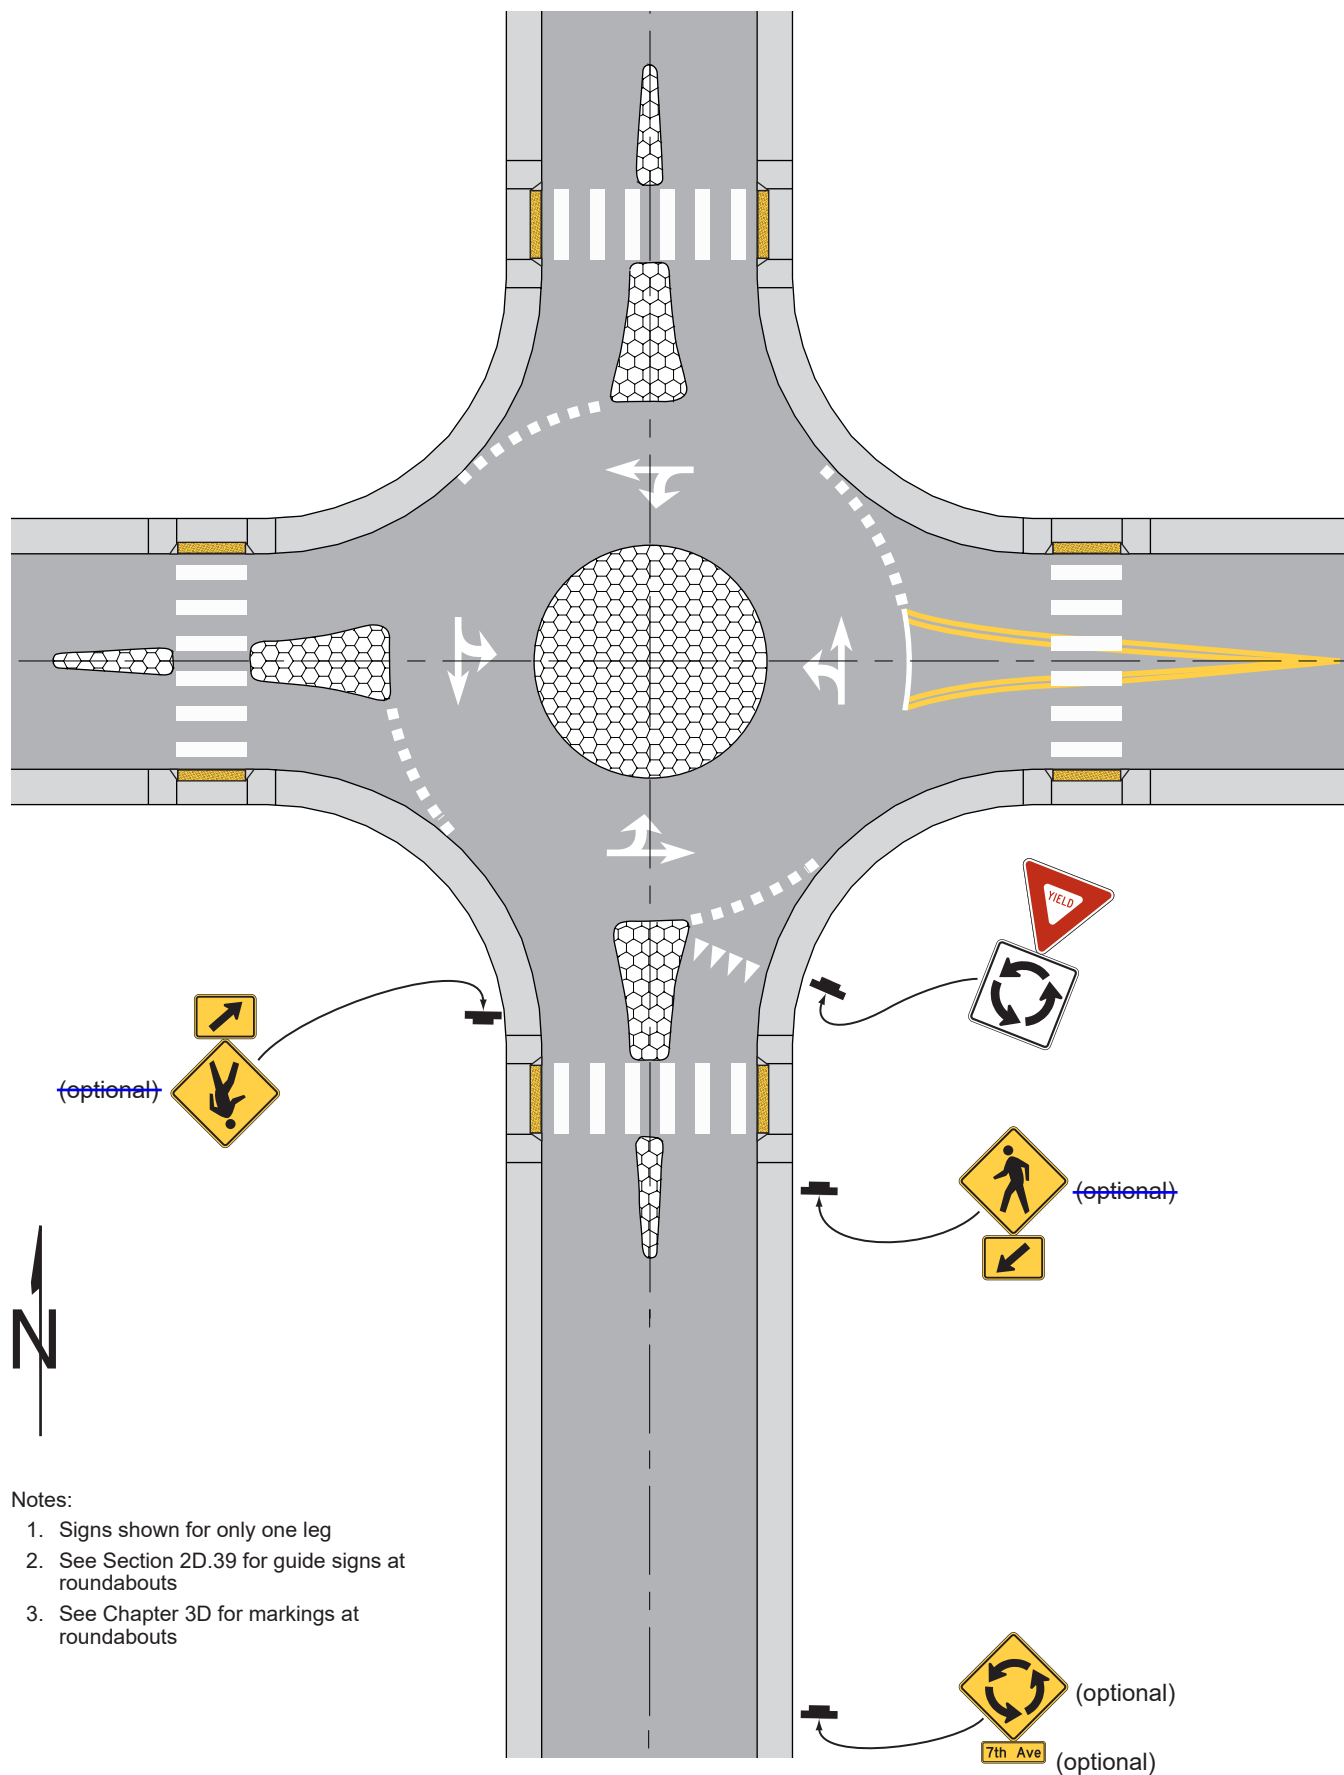 YIELD
(optional)
(optional)
N
Notes:
1. Signs shown for only one leg
2. See Section 2D.39 for guide signs at
roundabouts
3. See Chapter 3D for markings at
roundabouts
(optional)
7th Ave
(optional)